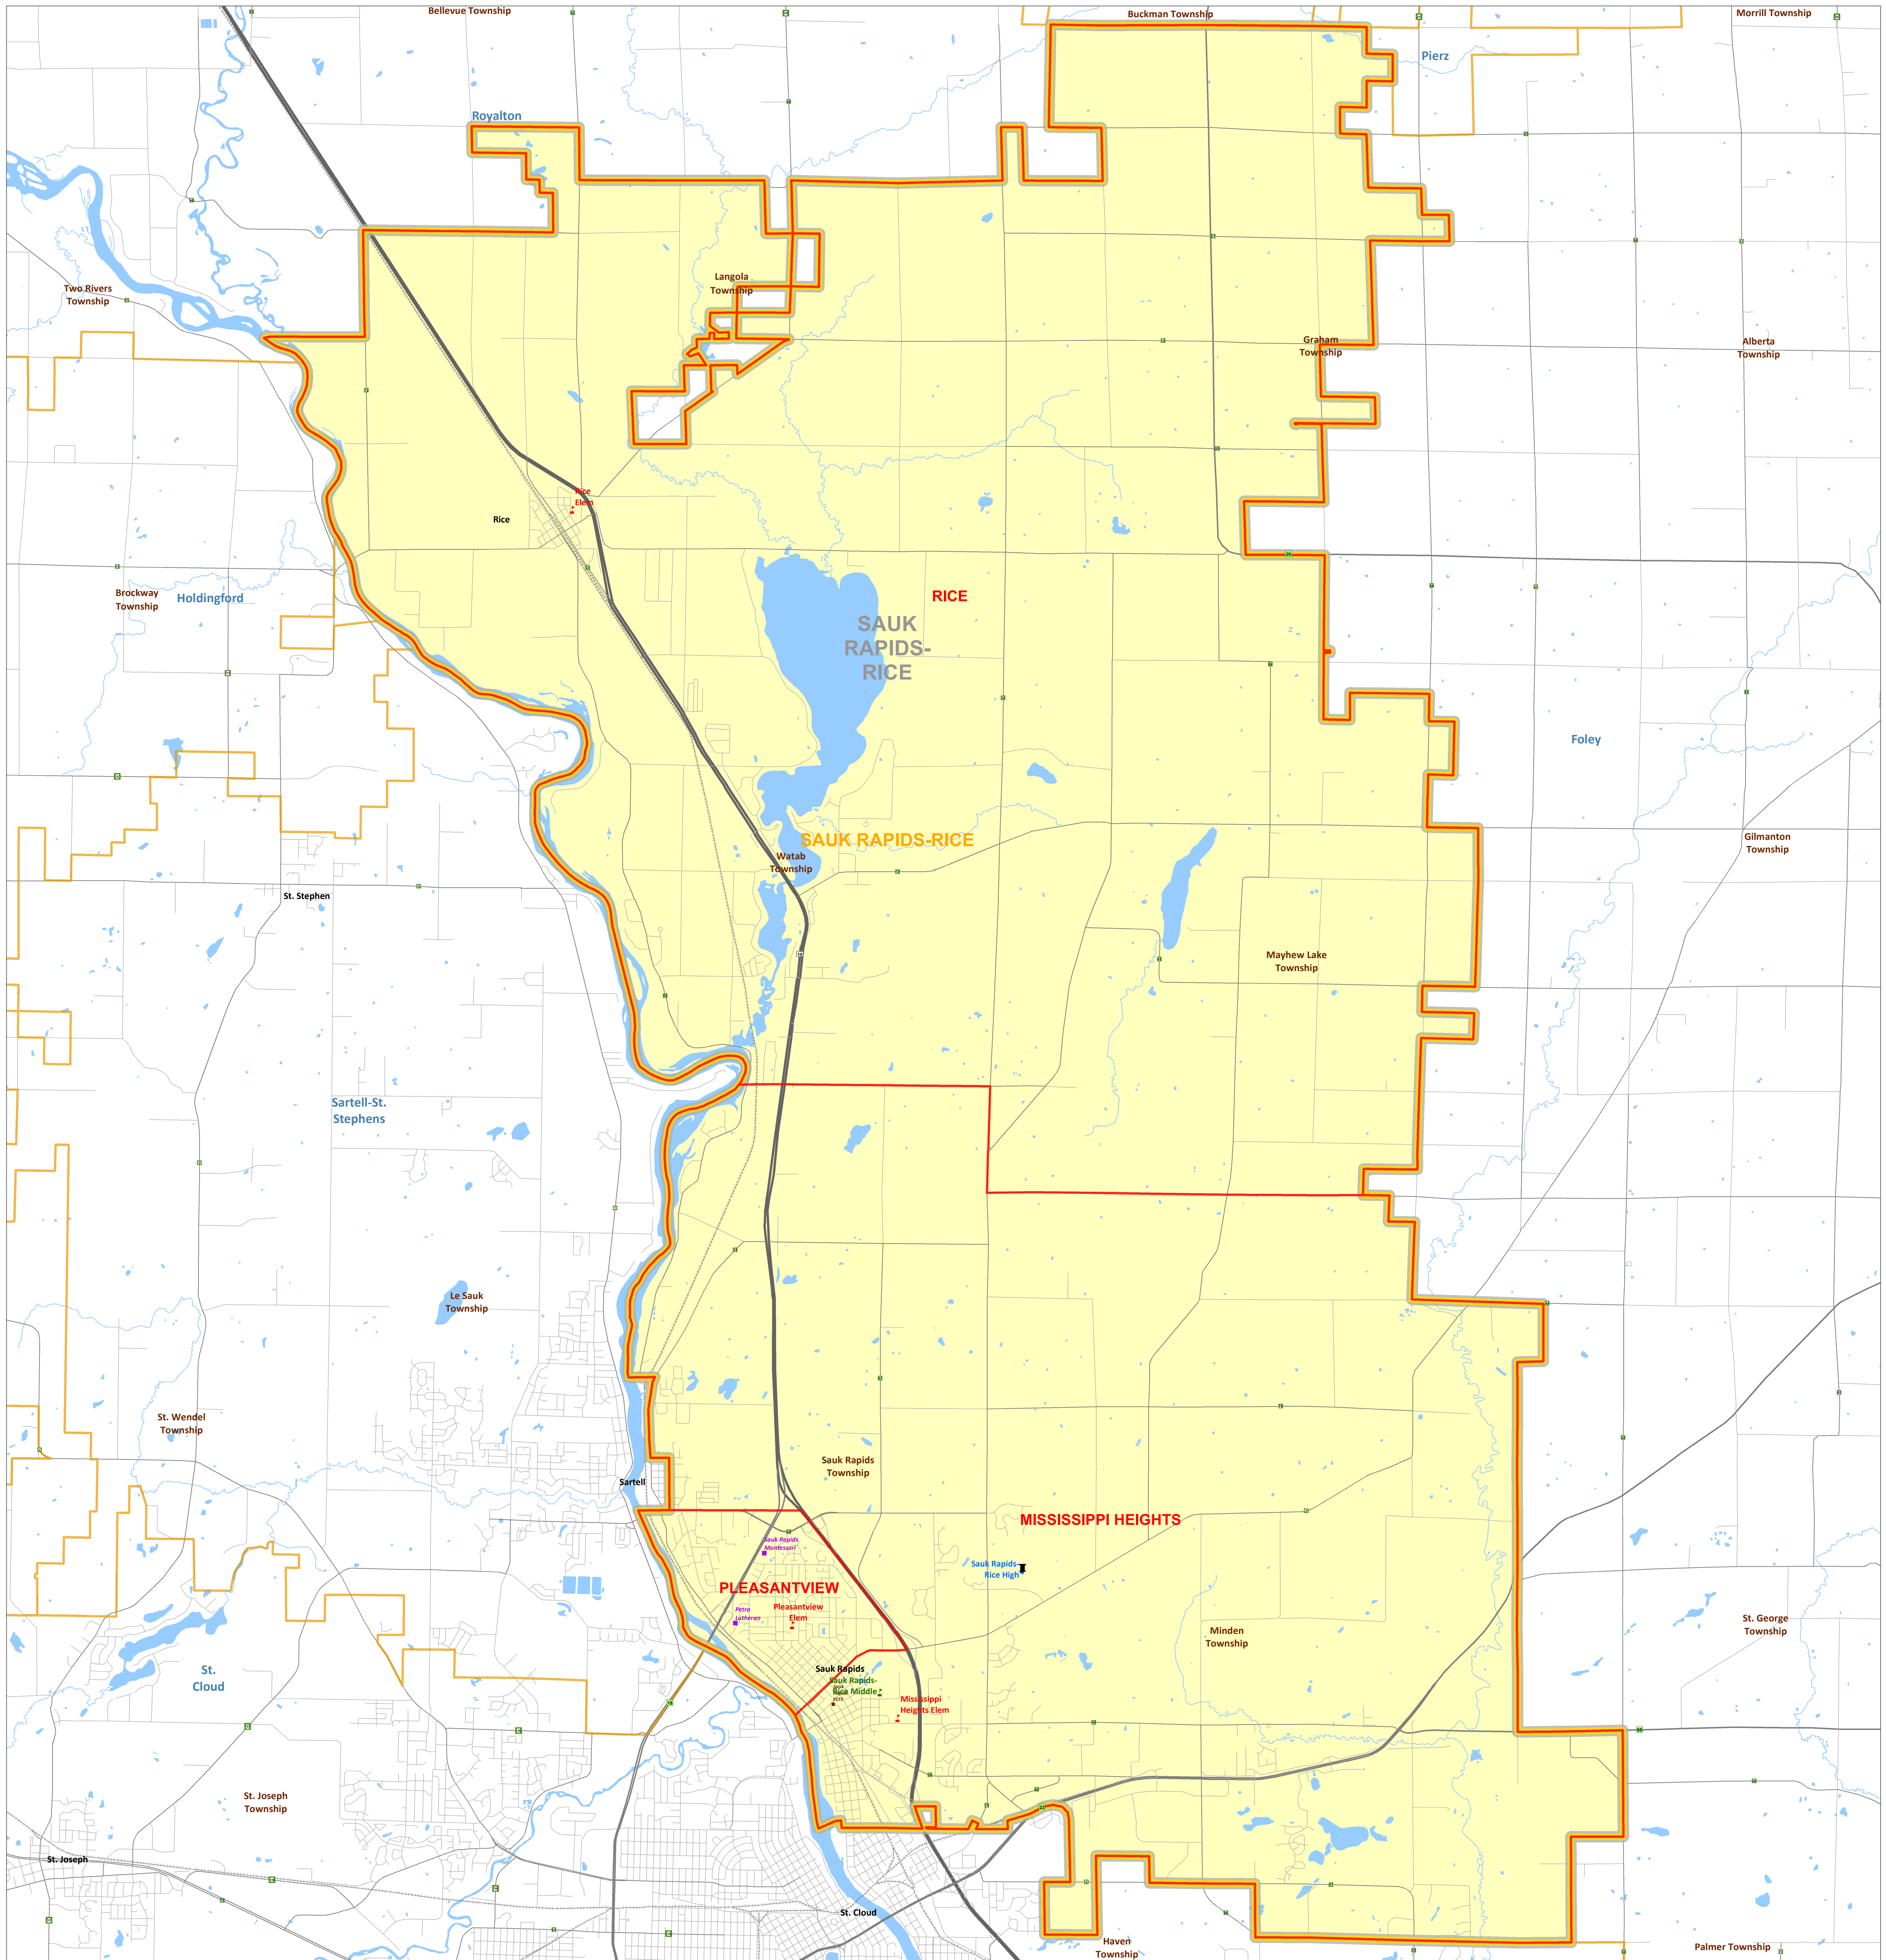 Bellevue Township
Buckman Township
Morrill Township
Pierz
Royalton
Langola
Township
Two Rivers
Township
Graham
Township
Alberta
Township
Rice
Elem
Rice
25
Brockway
Township
Holdingford
RICE
SAUK
RAPIDS-
RICE
Foley
SAUK RAPIDS-RICE
Watab
Township
Gilmanton
Township
St. Stephen
10
Mayhew Lake
Township
Sartell-St.
Stephens
Le Sauk
Township
St. Wendel
Township
Sauk Rapids
Township
Sartell
MISSISSIPPI HEIGHTS
Sauk Rapids
Montessori
Sauk Rapids-
Rice High
PLEASANTVIEW
Petra
Lutheran
Pleasantview
Elem
Minden
Township
St. George
Township
St.
Cloud
Sauk Rapids
Sauk Rapids-
Rice Middle
Mississippi
Heights Elem
St. Joseph
Township
23
St. Joseph
St. Cloud
Haven
Township
Palmer Township